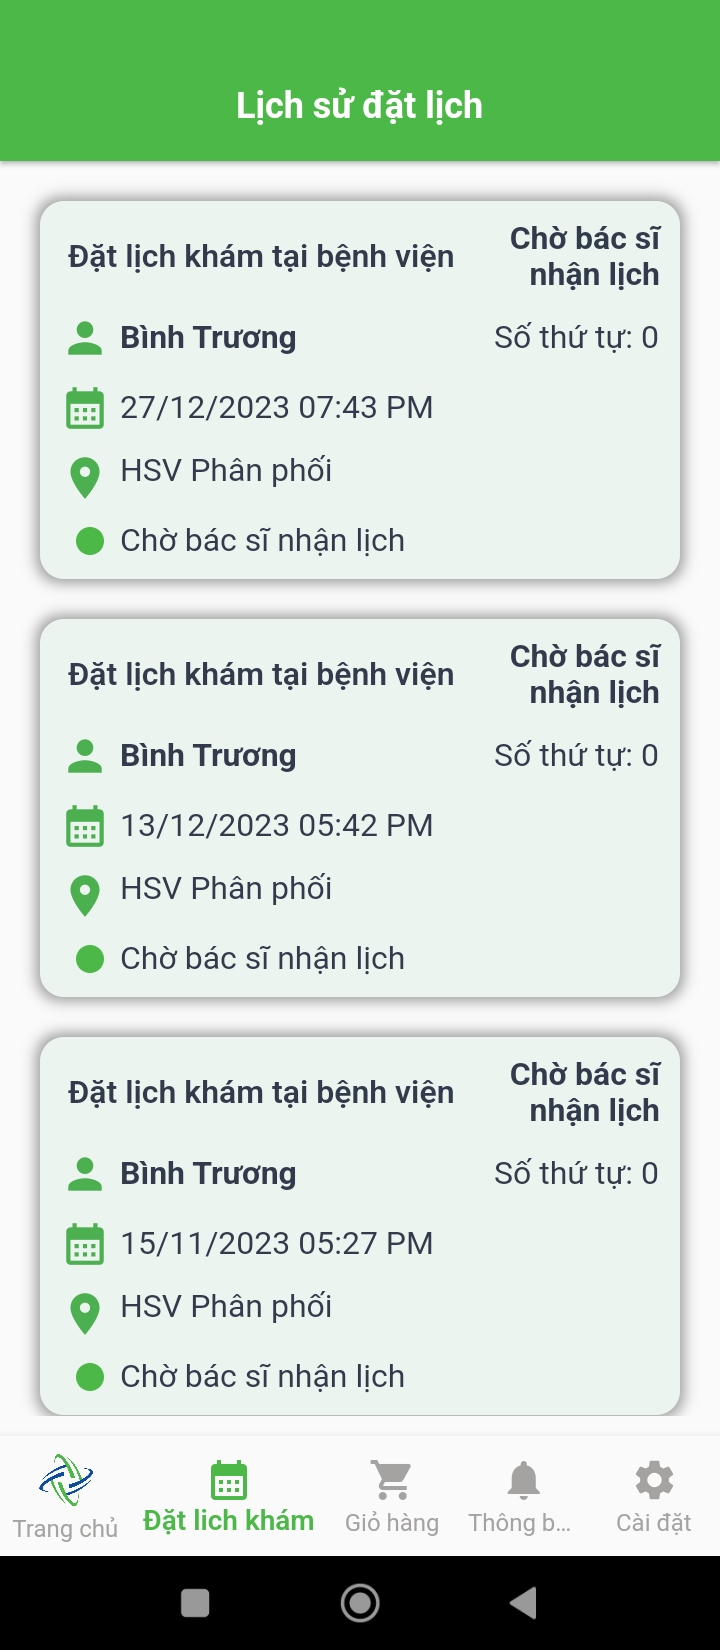 Lịch sử đặt lịch
Đặt lịch khám tại bệnh viện
Chờ bác sĩ
nhận lịch
Bình Trương
Số thứ tự: 0
27/12/2023 07:43 PM
HSV Phân phối
Chờ bác sĩ nhận lịch
Đặt lịch khám tại bệnh viện
Chờ bác sĩ
nhận lịch
Bình Trương
Số thứ tự: 0
13/12/2023 05:42 PM
HSV Phân phối
Chờ bác sĩ nhận lịch
Đặt lịch khám tại bệnh viện
Chờ bác sĩ
nhận lịch
Bình Trương
Số thứ tự: 0
15/11/2023 05:27 PM
HSV Phân phối
Chờ bác sĩ nhận lịch
Trang chủ
Đặt lich khám
Giỏ hàng
Thông b...
Cài đặt